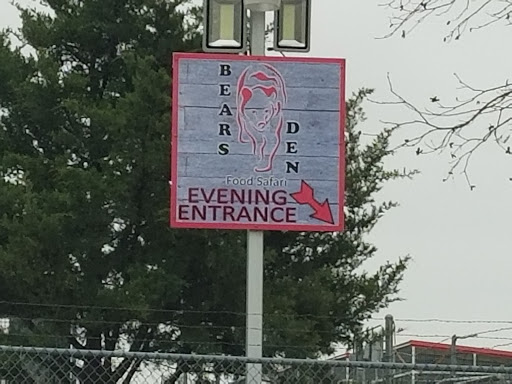 BEARS
DEN
Food Safari
EVENING
ENTRANCE